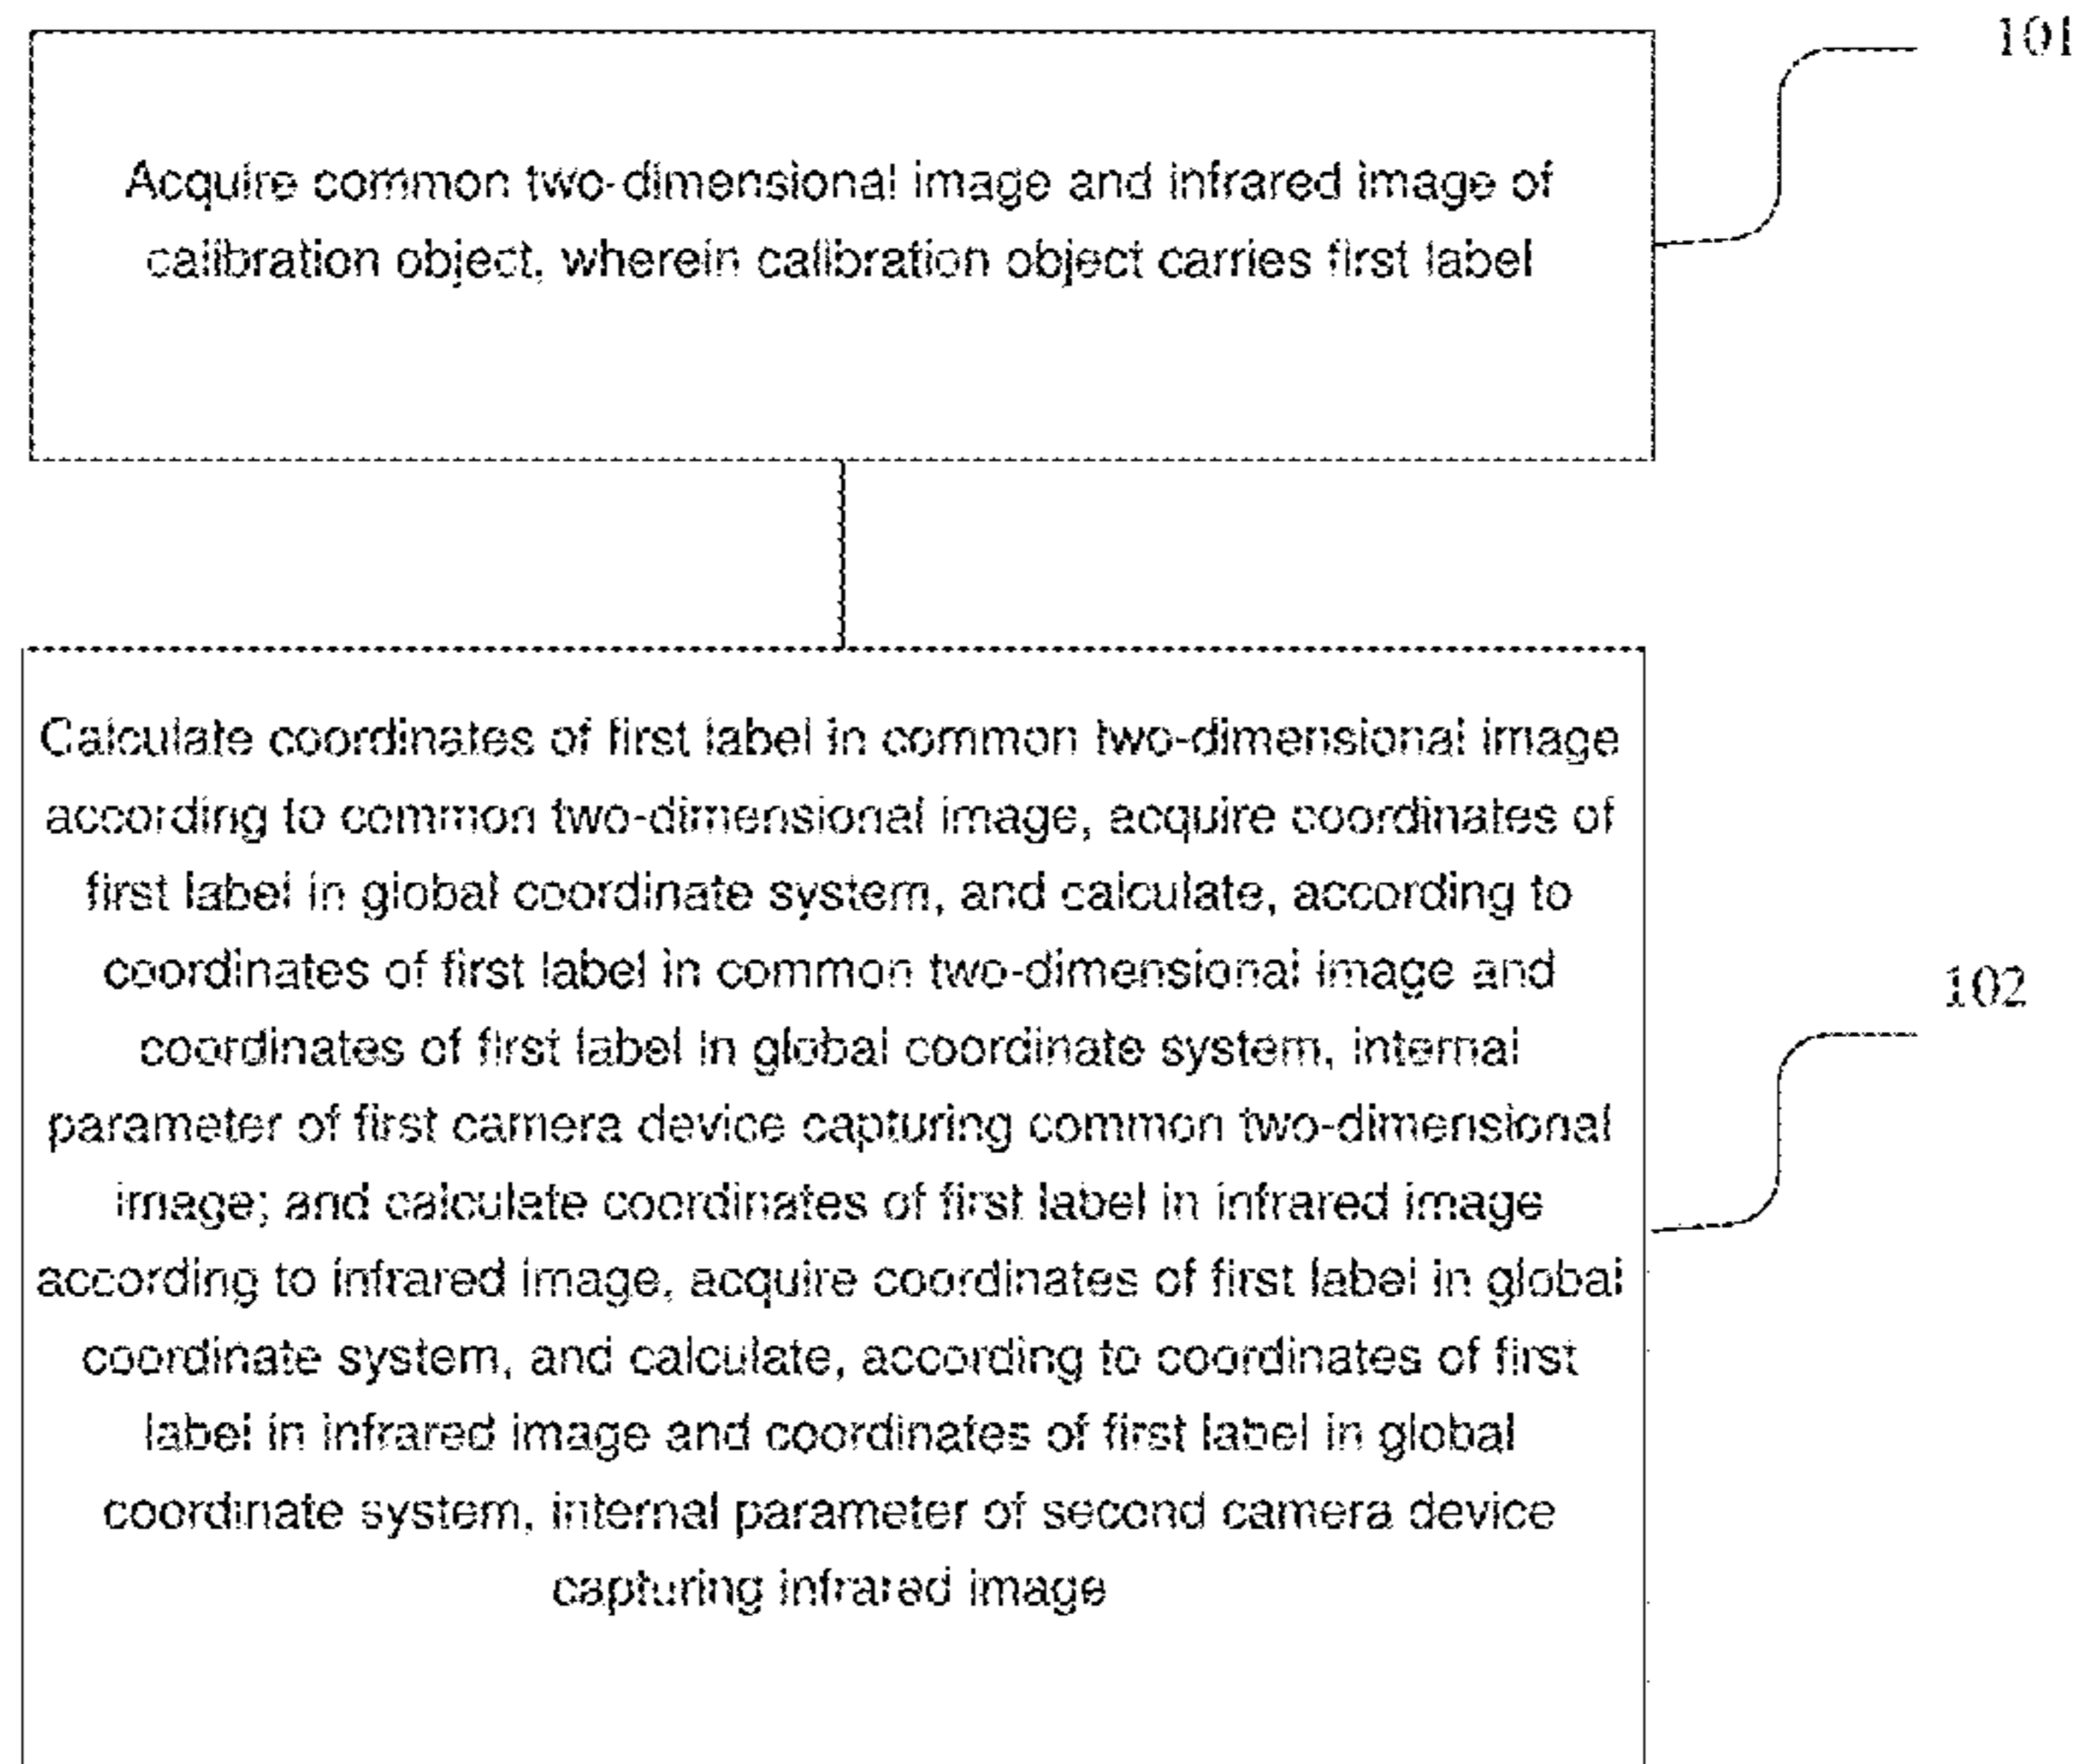 101
Acquire common two-dimensional image and infrared image of
calibration object, wherein calibration object carries first label
Calculate coordinates of first label in common two-dimensional image
according to common two-dimensional image, acquire coordinates of
first label in global coordinate system, and calculate, according to
coordinates of first label in common two-dimensional image and
coordinates of first label in global coordinate system, internal
parameter of first camera device capturing common two-dimensional
image; and calculate coordinates of first label in infrared image
according to infrared image, acquire coordinates of first label in global
coordinate system, and calculate, according to coordinates of first
label in infrared image and coordinates of first label in global
coordinate system, internal parameter of second camera device
capturing infrared image
102